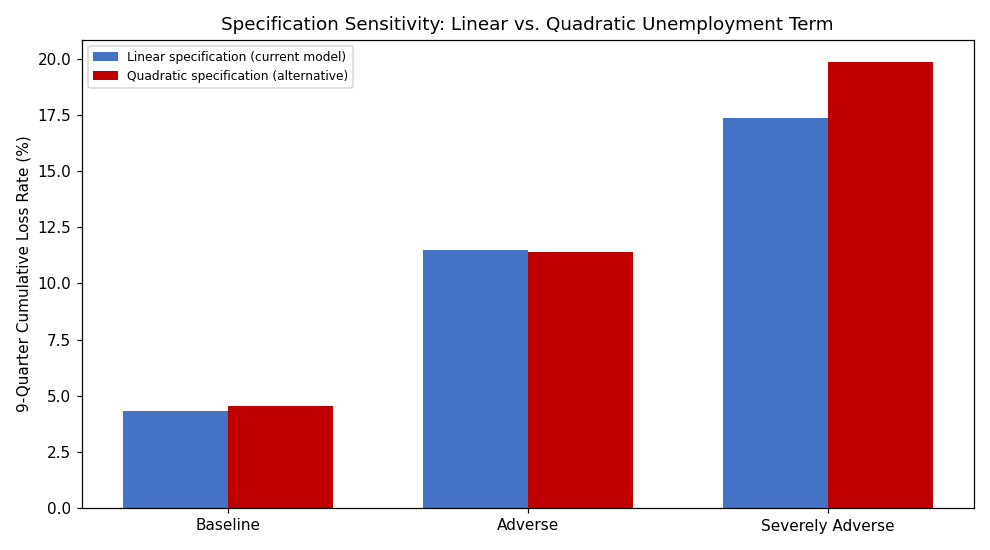 Specification Sensitivity: Linear vs. Quadratic Unemployment Term
Linear specification (current model)
Quadratic specification (alternative)
9-Quarter Cumulative Loss Rate (%)
20.0
17.5
15.0
12.5
10.0
7.5
5.0
2.5
0.0
Baseline
Adverse
Severely Adverse